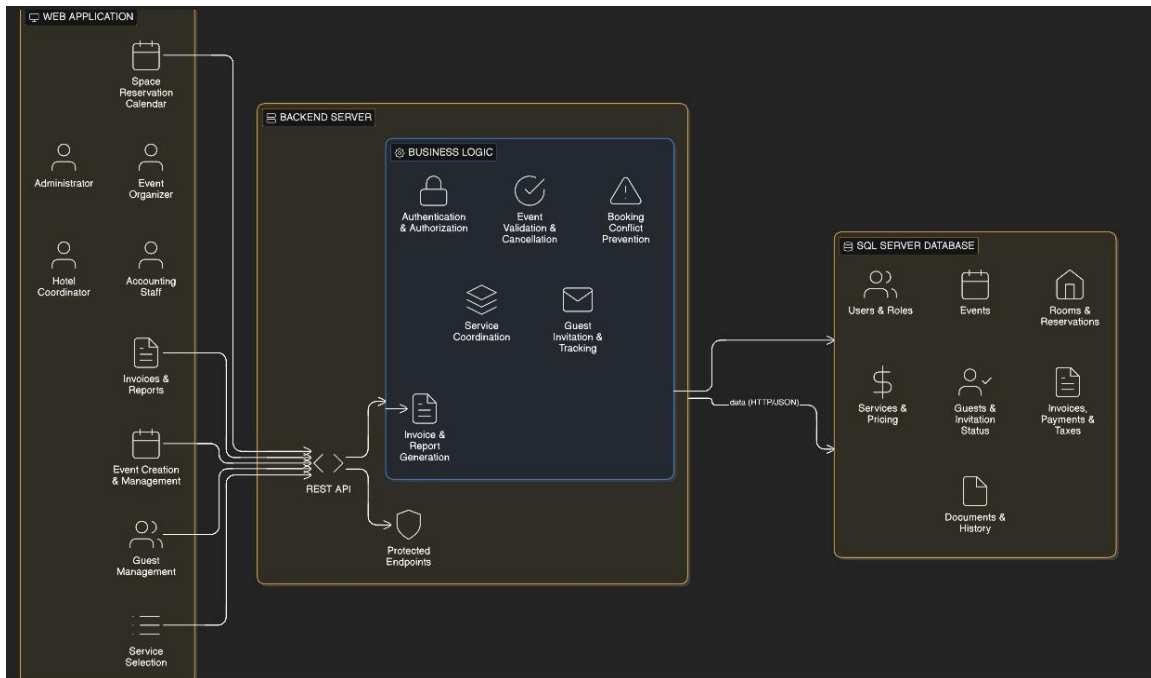 WEB APPLICATION
Space
Reservation
Calendar
Administrator
Event
Organizer
Hotel
Coordinator
Accounting
Staff
Invoices &
Reports
Event Creation
& Management
Guest
Management
Service
Selection
BACKEND SERVER
BUSINESS LOGIC
Authentication
& Authorization
Event
Validation &
Cancellation
Booking
Conflict
Prevention
Service
Coordination
Guest
Invitation &
Tracking
Invoice &
Report
Generation
REST API
Protected
Endpoints
data (HTTP/JSON)
SQL SERVER DATABASE
Users & Roles
Events
Rooms &
Reservations
Services &
Pricing
Guests &
Invitation
Status
Invoices,
Payments &
Taxes
Documents &
History